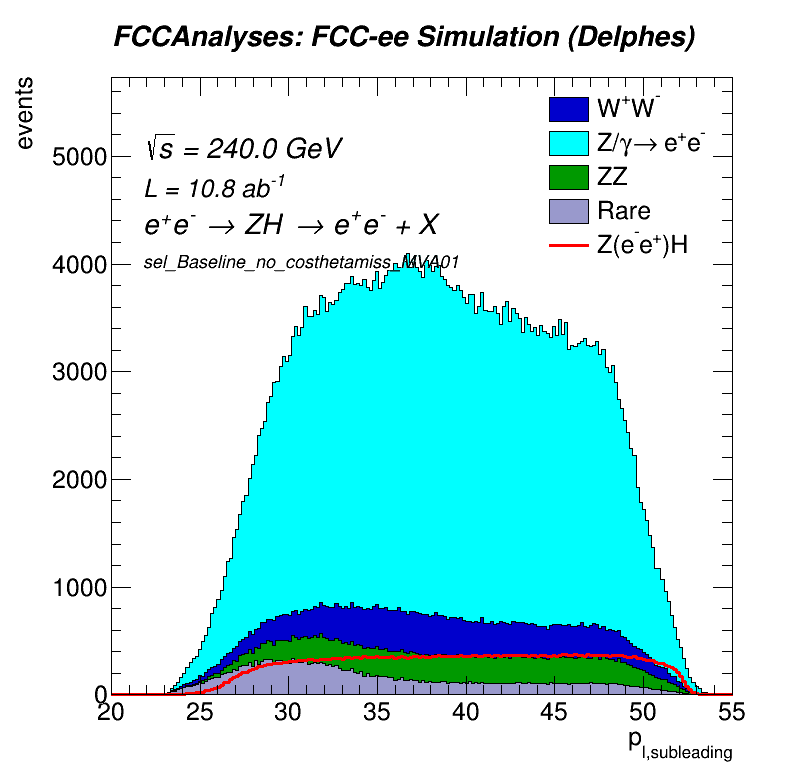 FCCAnalyses: FCC-ee Simulation (Delphes)
events
5000
4000
3000
2000
1000
0
√s = 240.0 GeV
L = 10.8 ab⁻¹
e⁺e⁻ → ZH → e⁺e⁻ + X
sel_Baseline_no_costhetamiss_MVA01
W⁺W⁻
Z/γ→ e⁺e⁻
ZZ
Rare
Z(e⁻e⁺)H
20 25 30 35 40 45 50 55
p_l,subleading